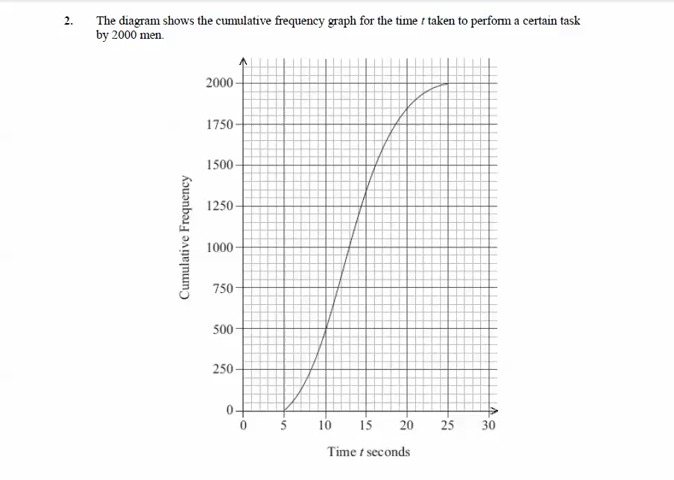 2. The diagram shows the cumulative frequency graph for the time t taken to perform a certain task
by 2000 men.
2000
1750
1500
1250
1000
750
500
250
0
Cumulative Frequency
0 5 10 15 20 25 30
Time t seconds